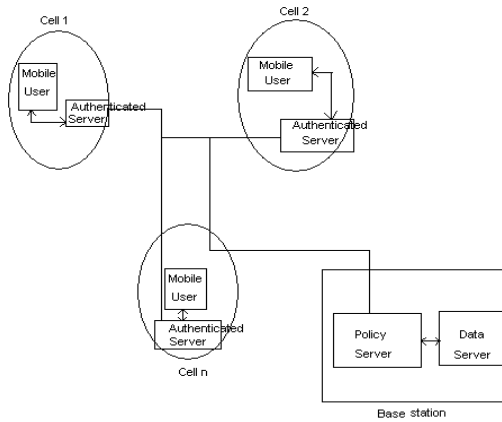 Cell 1
Mobile
User
Authenticated
Server
Cell 2
Mobile
User
Authenticated
Server
Mobile
User
Authenticated
Server
Cell n
Policy
Server
Data
Server
Base station